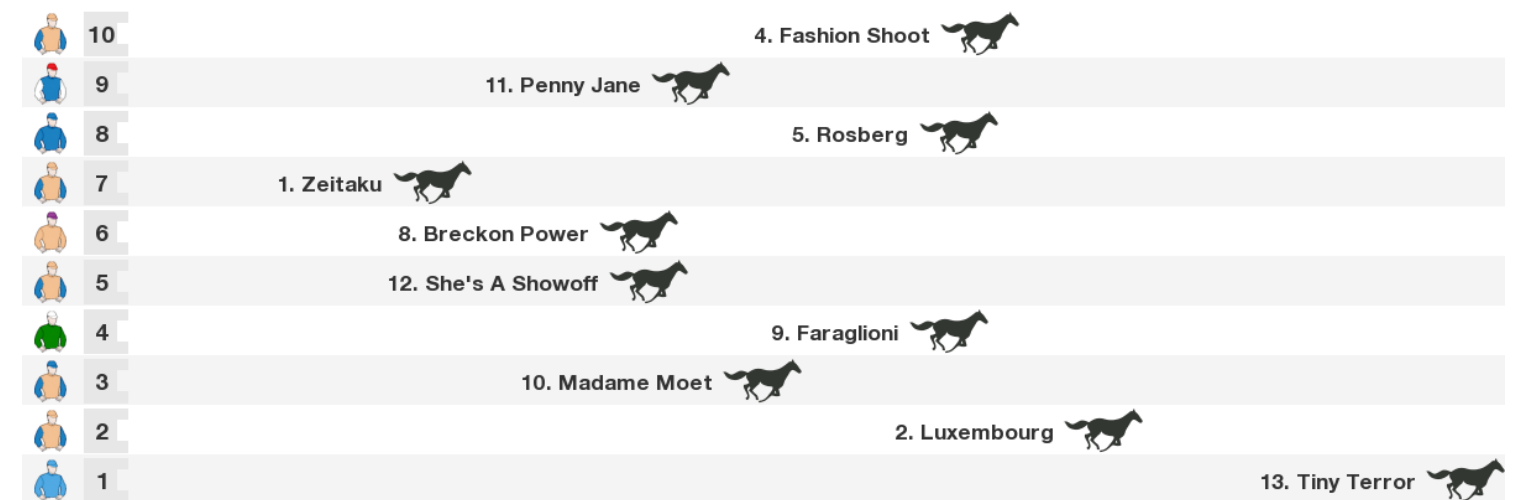 10 4. Fashion Shoot
9 11. Penny Jane
8 5. Rosberg
7 1. Zeitaku
6 8. Breckon Power
5 12. She's A Showoff
4 9. Faraglioni
3 10. Madame Moet
2 2. Luxembourg
1 13. Tiny Terror